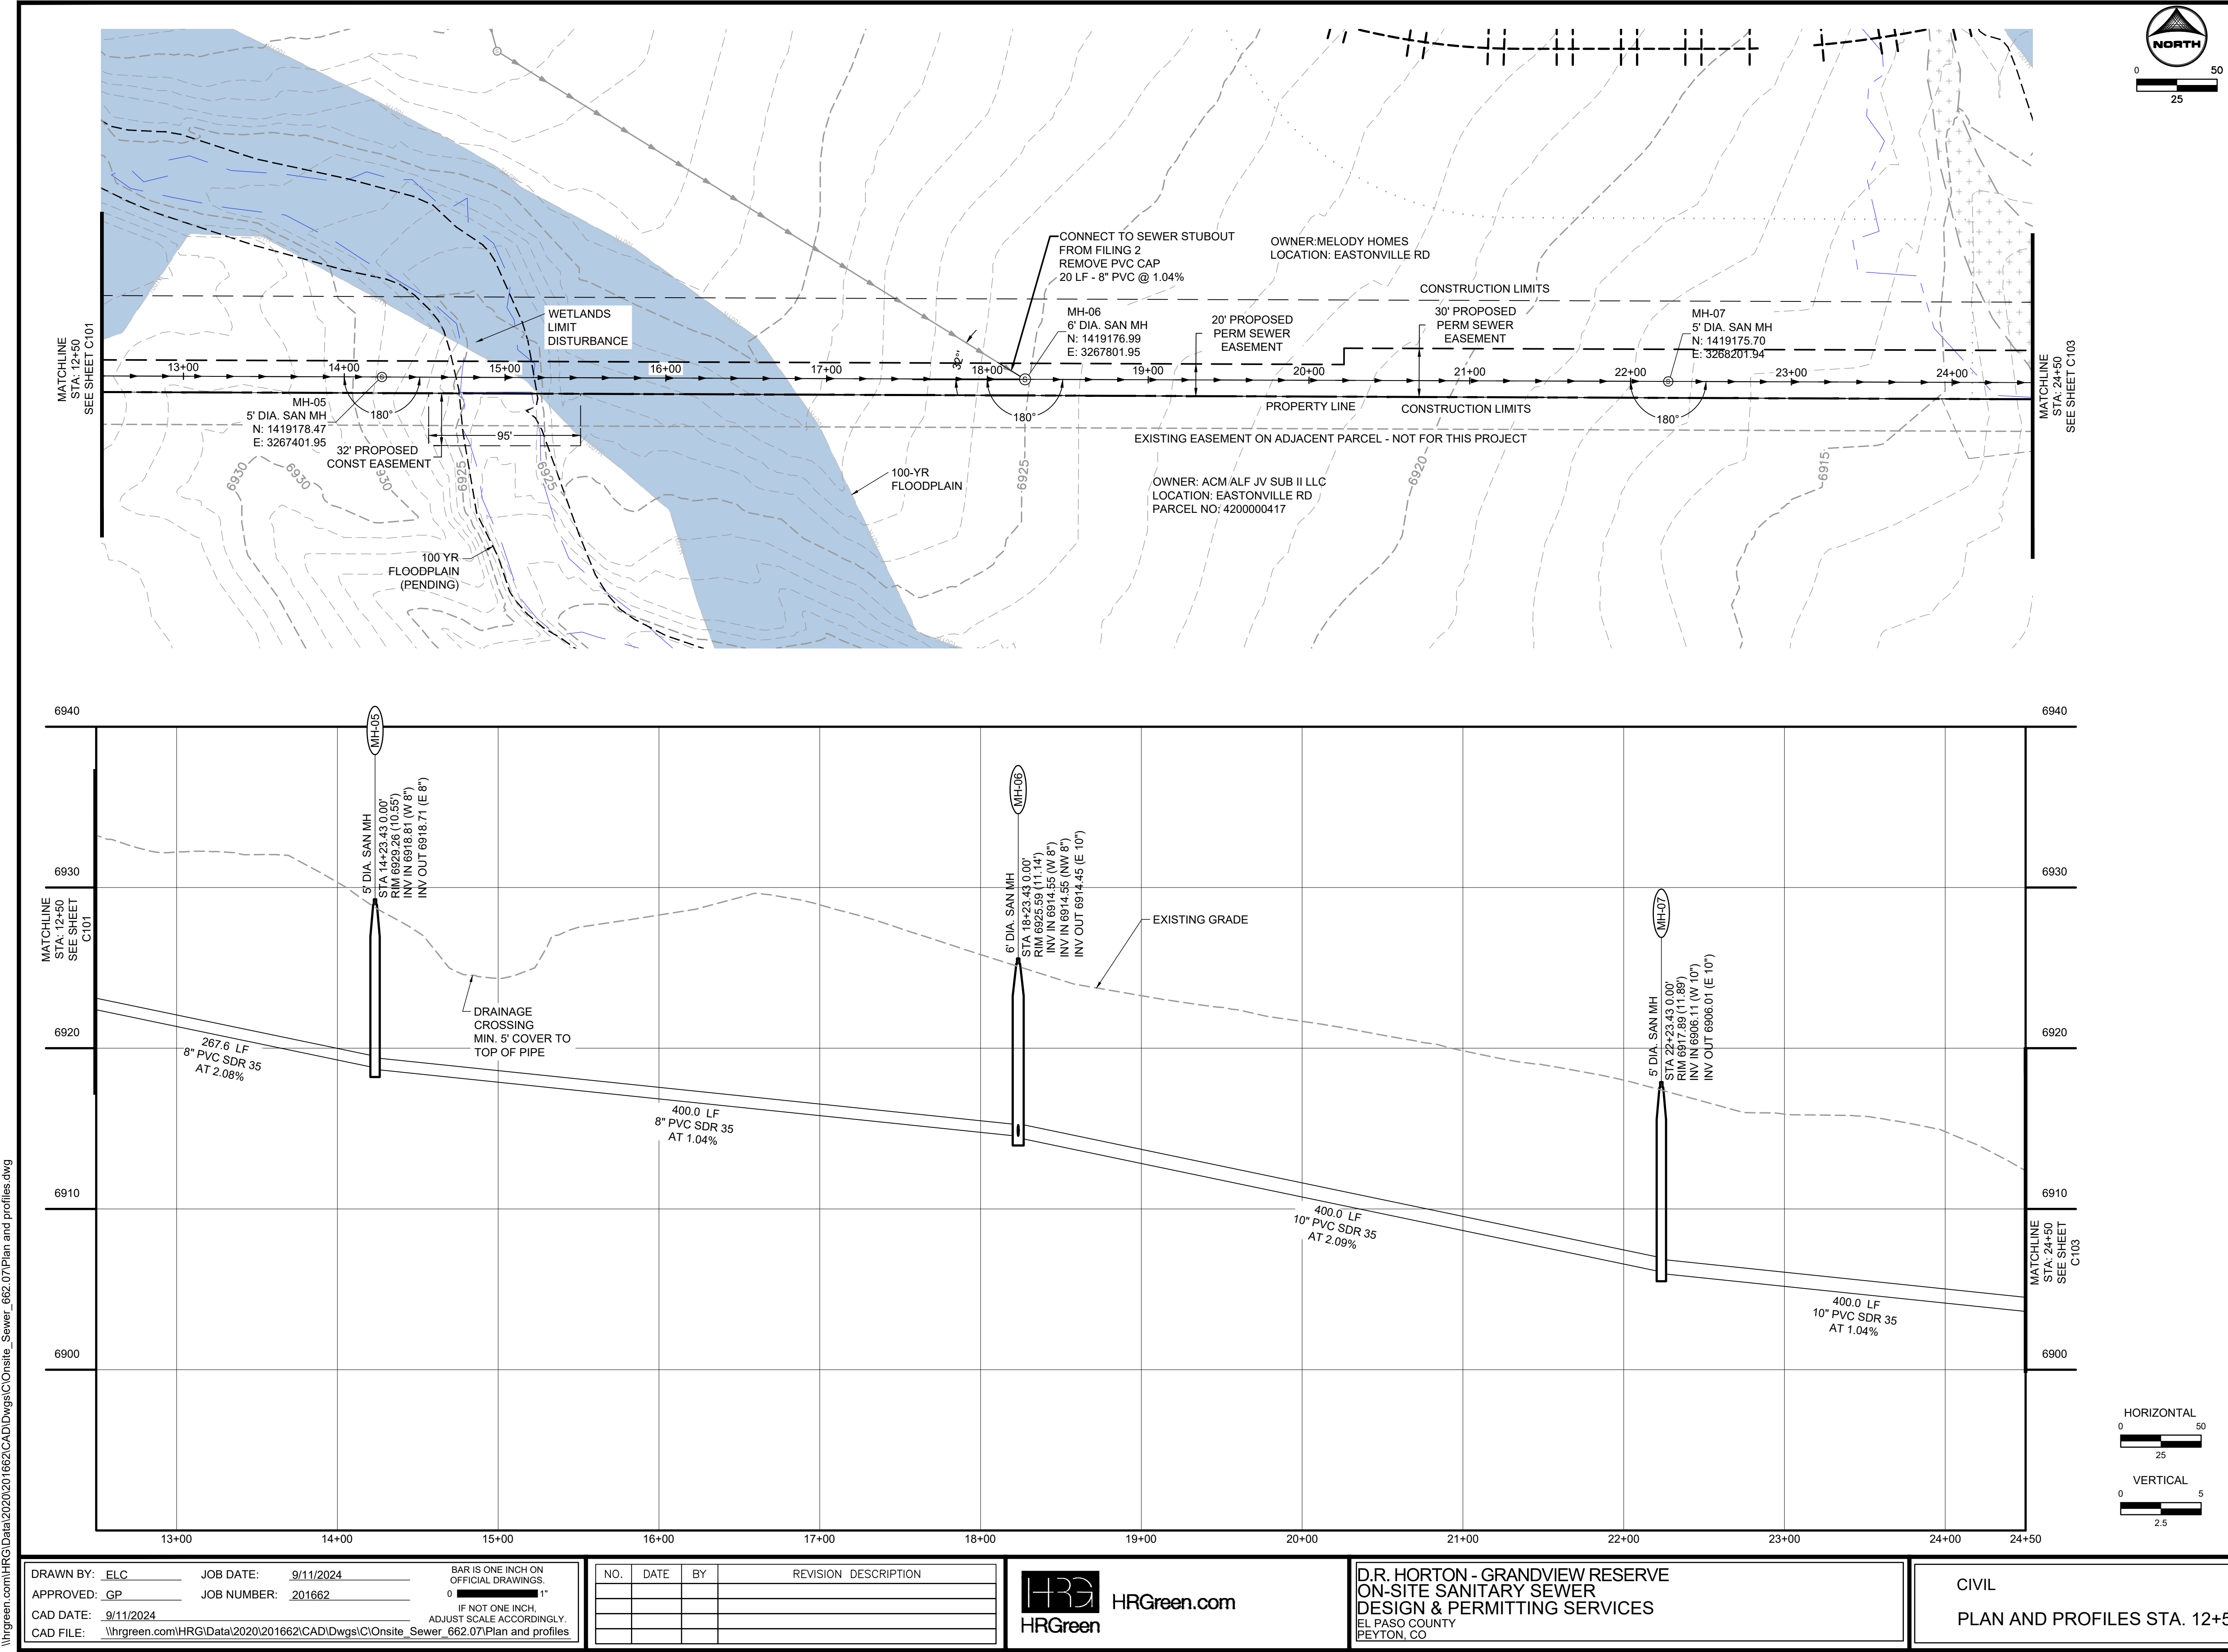 NORTH
0 50
25
CONNECT TO SEWER STUBOUT
FROM FILING 2
REMOVE PVC CAP
20 LF - 8" PVC @ 1.04%
OWNER:MELODY HOMES
LOCATION: EASTONVILLE RD
CONSTRUCTION LIMITS
WETLANDS
LIMIT
DISTURBANCE
MH-06
6' DIA. SAN MH
N: 1419176.99
E: 3267801.95
20' PROPOSED
PERM SEWER
EASEMENT
30' PROPOSED
PERM SEWER
EASEMENT
MH-07
5' DIA. SAN MH
N: 1419175.70
E: 3268201.94
MATCHLINE
STA: 12+50
SEE SHEET C101
32°
13+00 14+00 15+00 16+00 17+00 18+00 19+00 20+00 21+00 22+00 23+00 24+00
MATCHLINE
STA: 24+50
SEE SHEET C103
MH-05
5' DIA. SAN MH
N: 1419178.47
E: 3267401.95
180°
180°
180°
95'
PROPERTY LINE
CONSTRUCTION LIMITS
32' PROPOSED
CONST EASEMENT
EXISTING EASEMENT ON ADJACENT PARCEL - NOT FOR THIS PROJECT
6930 6930 6930 6925 6925 6925 6920 6915
100-YR
FLOODPLAIN
OWNER: ACM ALF JV SUB II LLC
LOCATION: EASTONVILLE RD
PARCEL NO: 4200000417
100 YR
FLOODPLAIN
(PENDING)
6940 6940
MH-05
5' DIA. SAN MH
STA 14+23.43 0.00'
RIM 6929.26 (10.55')
INV IN 6918.81 (W 8")
INV OUT 6918.71 (E 8")
MH-06
6' DIA. SAN MH
STA 18+23.43 0.00'
RIM 6925.59 (11.14')
INV IN 6914.55 (W 8")
INV IN 6914.55 (NW 8")
INV OUT 6914.45 (E 10")
6930 6930
MATCHLINE
STA: 12+50
SEE SHEET
C101
MH-07
5' DIA. SAN MH
STA 22+23.43 0.00'
RIM 6917.89 (11.89')
INV IN 6906.11 (W 10")
INV OUT 6906.01 (E 10")
EXISTING GRADE
DRAINAGE
CROSSING
MIN. 5' COVER TO
TOP OF PIPE
6920 6920
267.6 LF
8" PVC SDR 35
AT 2.08%
400.0 LF
8" PVC SDR 35
AT 1.04%
6910 6910
400.0 LF
10" PVC SDR 35
AT 2.09%
MATCHLINE
STA: 24+50
SEE SHEET
C103
400.0 LF
10" PVC SDR 35
AT 1.04%
6900 6900
HORIZONTAL
0 50
25
VERTICAL
0 5
2.5
13+00 14+00 15+00 16+00 17+00 18+00 19+00 20+00 21+00 22+00 23+00 24+00 24+50
\\hrgreen.com\HRG\Data\2020\201662\CAD\Dwgs\C\Onsite_Sewer_662.07\Plan and profiles.dwg
DRAWN BY: ELC JOB DATE: 9/11/2024
APPROVED: GP JOB NUMBER: 201662
CAD DATE: 9/11/2024
CAD FILE: \\hrgreen.com\HRG\Data\2020\201662\CAD\Dwgs\C\Onsite_Sewer_662.07\Plan and profiles
BAR IS ONE INCH ON
OFFICIAL DRAWINGS.
0 1"
IF NOT ONE INCH,
ADJUST SCALE ACCORDINGLY.
NO. DATE BY REVISION DESCRIPTION
HRG
HRGreen
HRGreen.com
D.R. HORTON - GRANDVIEW RESERVE
ON-SITE SANITARY SEWER
DESIGN & PERMITTING SERVICES
EL PASO COUNTY
PEYTON, CO
CIVIL
PLAN AND PROFILES STA. 12+5